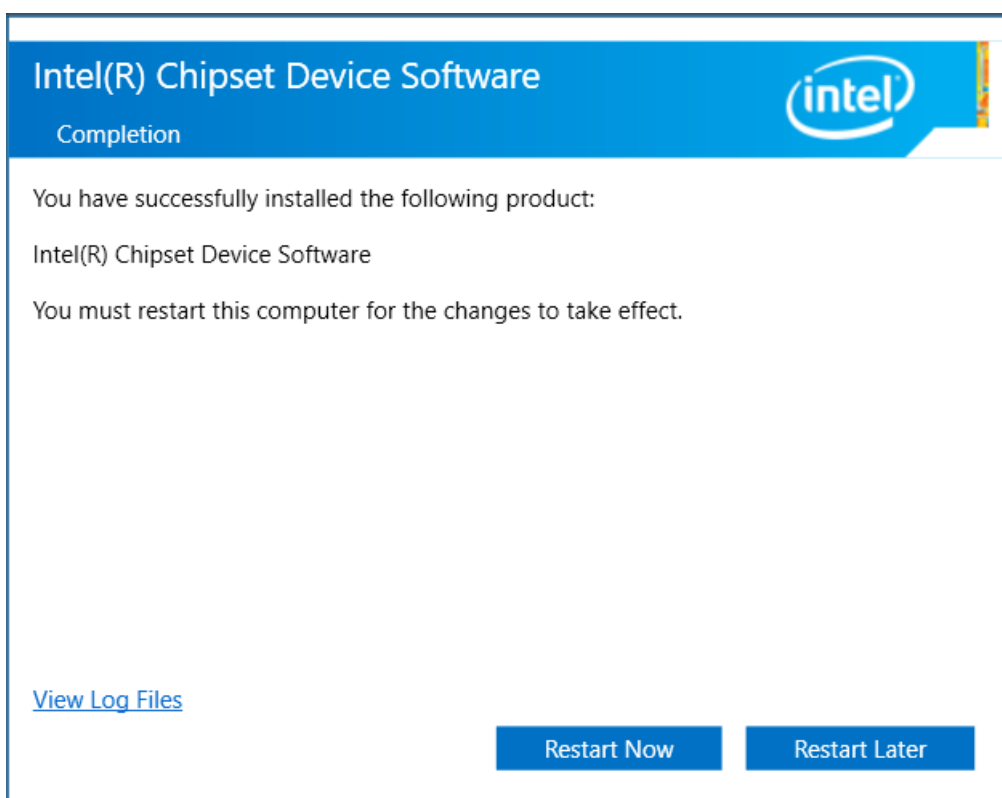 Intel(R) Chipset Device Software
intel
Completion
You have successfully installed the following product:
Intel(R) Chipset Device Software
You must restart this computer for the changes to take effect.
View Log Files
Restart Now
Restart Later